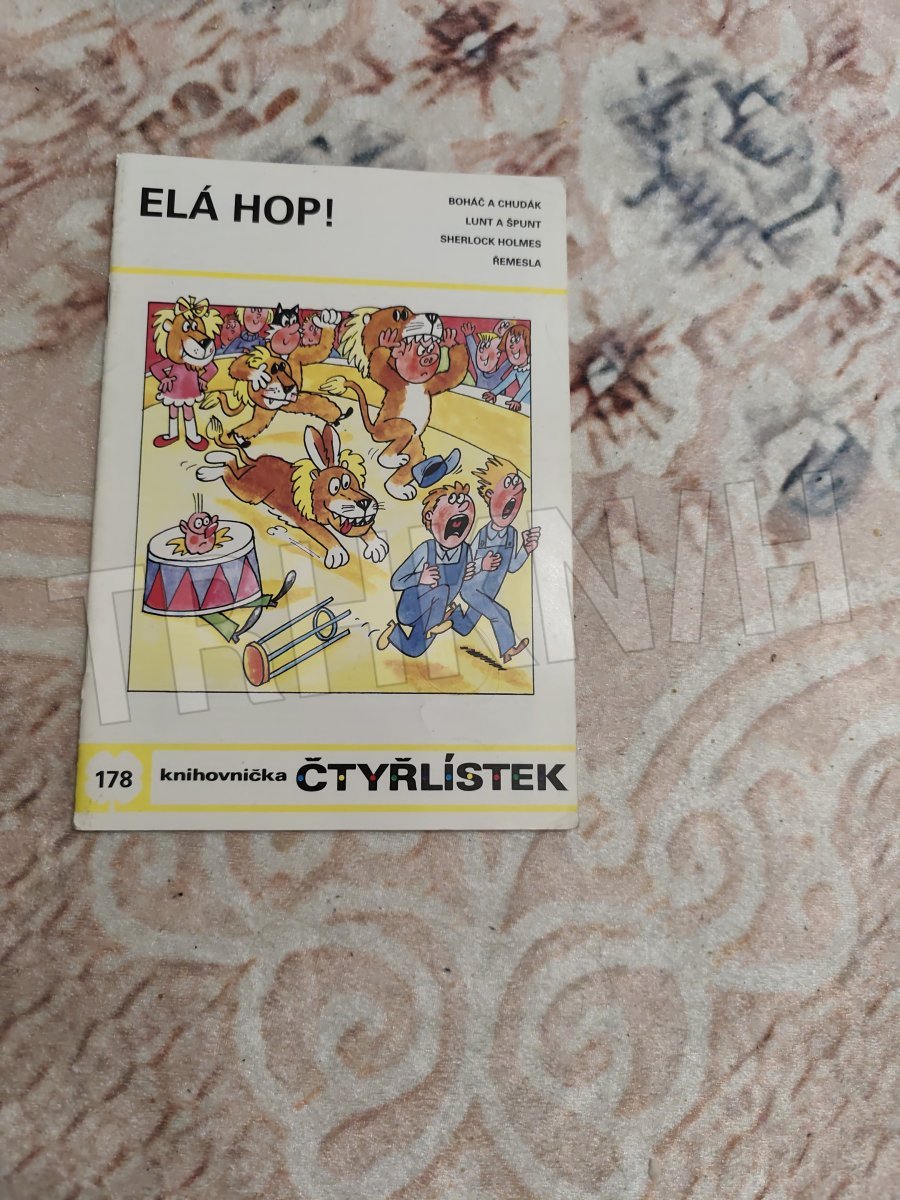 ELÁ HOP!
BOHÁČ A CHUDÁK
LUNT A ŠPUNT
SHERLOCK HOLMES
ŘEMESLA
178
knihovnička ČTYŘLÍSTEK